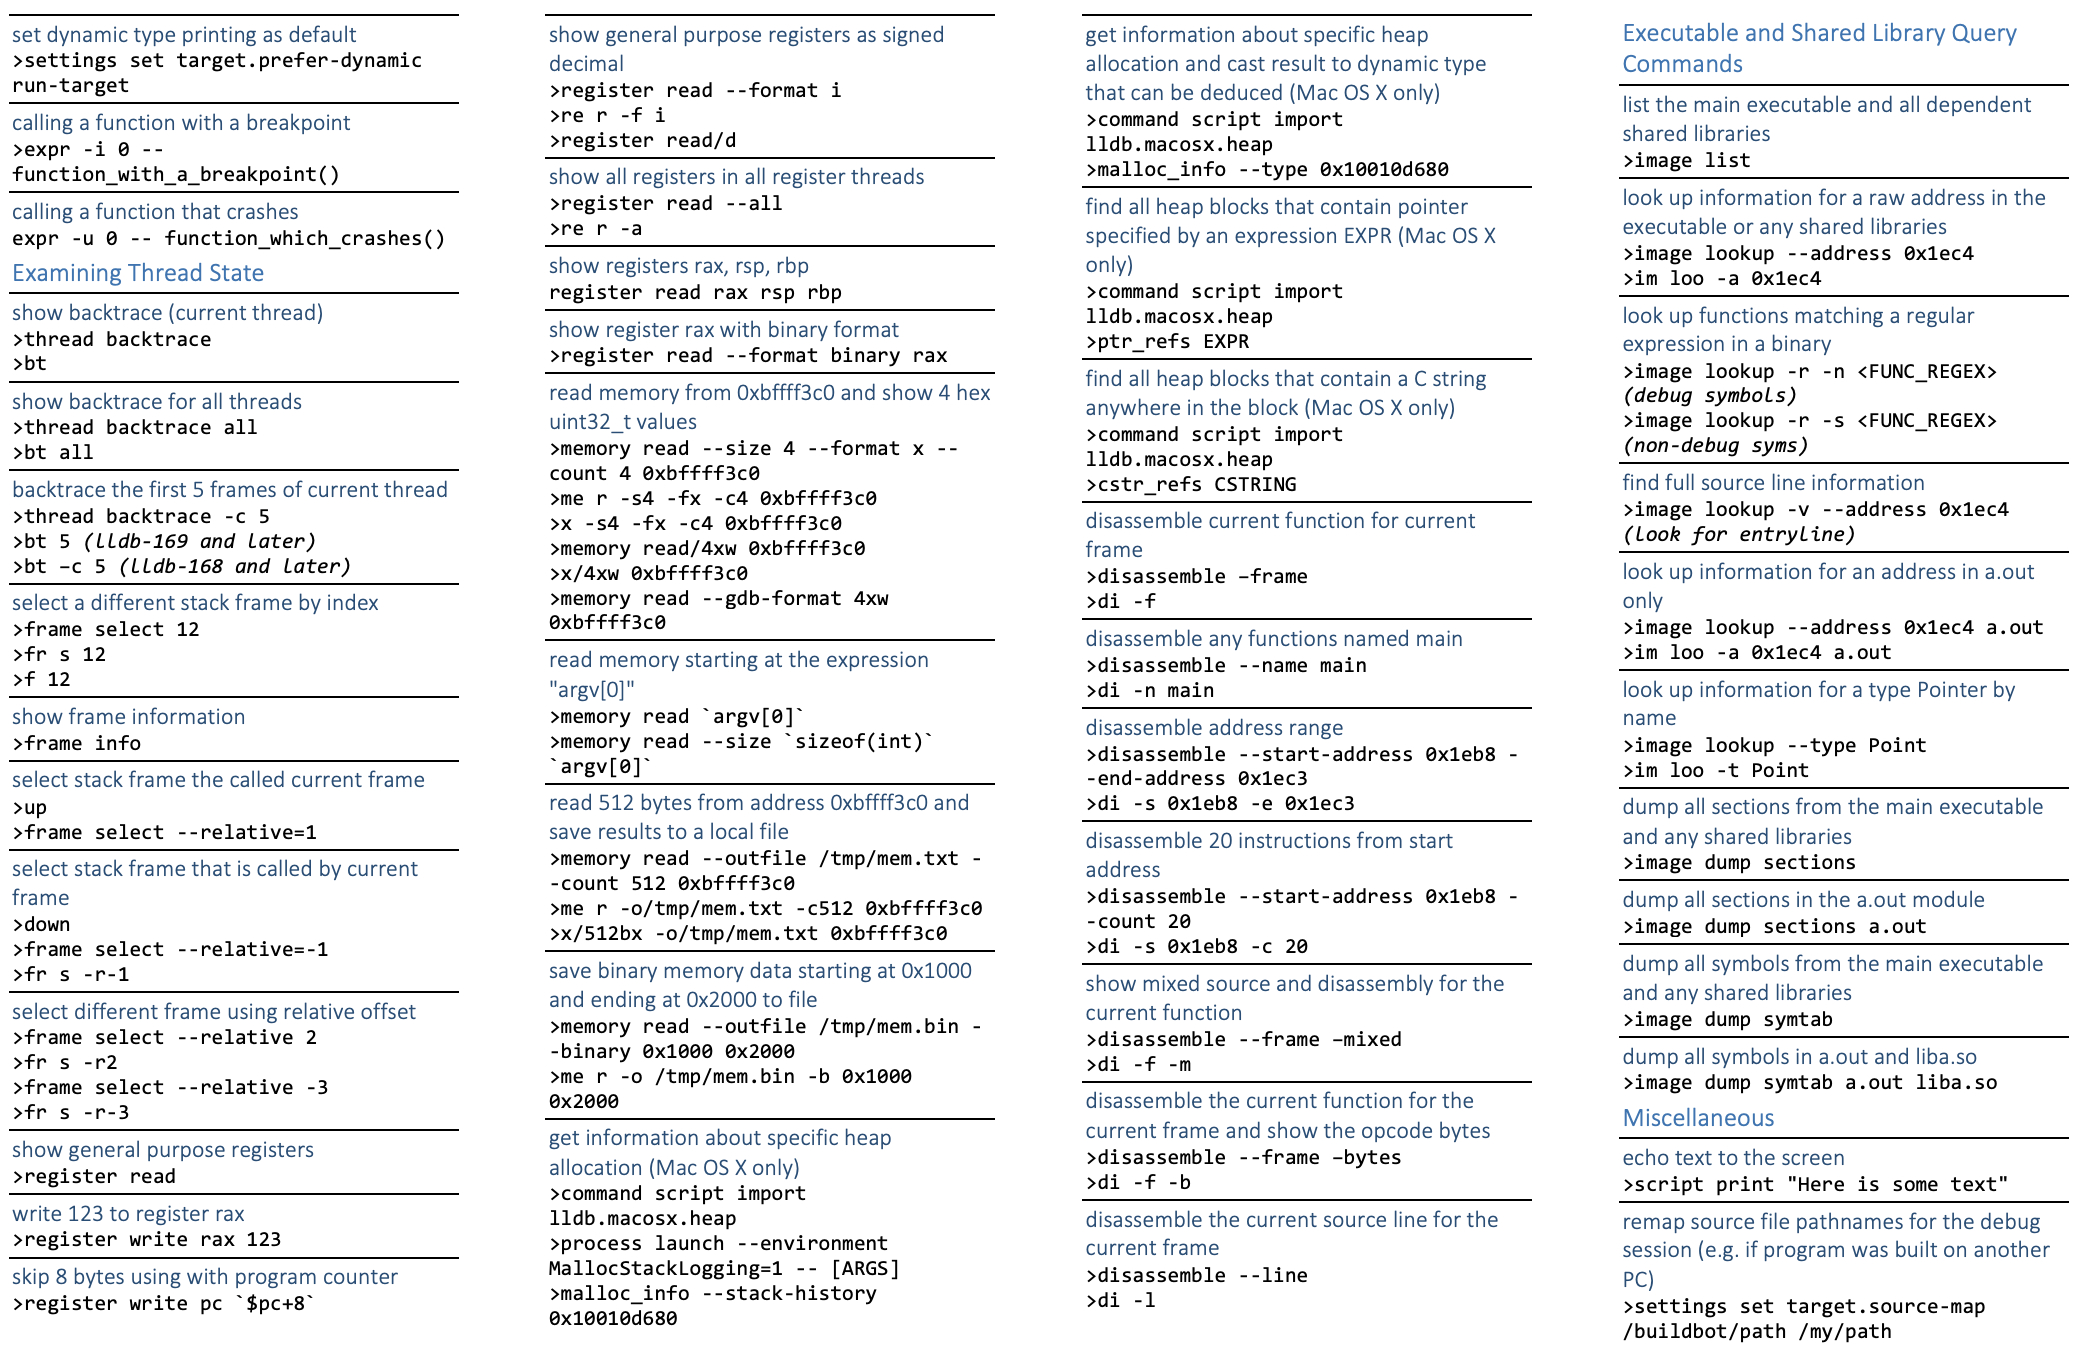 set dynamic type printing as default
>settings set target.prefer-dynamic
run-target
calling a function with a breakpoint
>expr -i 0 --
function_with_a_breakpoint()
calling a function that crashes
expr -u 0 -- function_which_crashes()
Examining Thread State
show backtrace (current thread)
>thread backtrace
>bt
show backtrace for all threads
>thread backtrace all
>bt all
backtrace the first 5 frames of current thread
>thread backtrace -c 5
>bt 5 (lldb-169 and later)
>bt –c 5 (lldb-168 and later)
select a different stack frame by index
>frame select 12
>fr s 12
>f 12
show frame information
>frame info
select stack frame the called current frame
>up
>frame select --relative=1
select stack frame that is called by current
frame
>down
>frame select --relative=-1
>fr s -r-1
select different frame using relative offset
>frame select --relative 2
>fr s -r2
>frame select --relative -3
>fr s -r-3
show general purpose registers
>register read
write 123 to register rax
>register write rax 123
skip 8 bytes using with program counter
>register write pc `$pc+8`
show general purpose registers as signed
decimal
>register read --format i
>re r -f i
>register read/d
show all registers in all register threads
>register read --all
>re r -a
show registers rax, rsp, rbp
register read rax rsp rbp
show register rax with binary format
>register read --format binary rax
read memory from 0xbffff3c0 and show 4 hex
uint32_t values
>memory read --size 4 --format x --
count 4 0xbffff3c0
>me r -s4 -fx -c4 0xbffff3c0
>x -s4 -fx -c4 0xbffff3c0
>memory read/4xw 0xbffff3c0
>x/4xw 0xbffff3c0
>memory read --gdb-format 4xw
0xbffff3c0
read memory starting at the expression
"argv[0]"
>memory read `argv[0]`
>memory read --size `sizeof(int)`
`argv[0]`
read 512 bytes from address 0xbffff3c0 and
save results to a local file
>memory read --outfile /tmp/mem.txt -
-count 512 0xbffff3c0
>me r -o/tmp/mem.txt -c512 0xbffff3c0
>x/512bx -o/tmp/mem.txt 0xbffff3c0
save binary memory data starting at 0x1000
and ending at 0x2000 to file
>memory read --outfile /tmp/mem.bin -
-binary 0x1000 0x2000
>me r -o /tmp/mem.bin -b 0x1000
0x2000
get information about specific heap
allocation (Mac OS X only)
>command script import
lldb.macosx.heap
>process launch --environment
MallocStackLogging=1 -- [ARGS]
>malloc_info --stack-history
0x10010d680
get information about specific heap
allocation and cast result to dynamic type
that can be deduced (Mac OS X only)
>command script import
lldb.macosx.heap
>malloc_info --type 0x10010d680
find all heap blocks that contain pointer
specified by an expression EXPR (Mac OS X
only)
>command script import
lldb.macosx.heap
>ptr_refs EXPR
find all heap blocks that contain a C string
anywhere in the block (Mac OS X only)
>command script import
lldb.macosx.heap
>cstr_refs CSTRING
disassemble current function for current
frame
>disassemble –frame
>di -f
disassemble any functions named main
>disassemble --name main
>di -n main
disassemble address range
>disassemble --start-address 0x1eb8 -
-end-address 0x1ec3
>di -s 0x1eb8 -e 0x1ec3
disassemble 20 instructions from start
address
>disassemble --start-address 0x1eb8 -
-count 20
>di -s 0x1eb8 -c 20
show mixed source and disassembly for the
current function
>disassemble --frame –mixed
>di -f -m
disassemble the current function for the
current frame and show the opcode bytes
>disassemble --frame –bytes
>di -f -b
disassemble the current source line for the
current frame
>disassemble --line
>di -l
Executable and Shared Library Query
Commands
list the main executable and all dependent
shared libraries
>image list
look up information for a raw address in the
executable or any shared libraries
>image lookup --address 0x1ec4
>im loo -a 0x1ec4
look up functions matching a regular
expression in a binary
>image lookup -r -n <FUNC_REGEX>
(debug symbols)
>image lookup -r -s <FUNC_REGEX>
(non-debug syms)
find full source line information
>image lookup -v --address 0x1ec4
(look for entryline)
look up information for an address in a.out
only
>image lookup --address 0x1ec4 a.out
>im loo -a 0x1ec4 a.out
look up information for a type Pointer by
name
>image lookup --type Point
>im loo -t Point
dump all sections from the main executable
and any shared libraries
>image dump sections
dump all sections in the a.out module
>image dump sections a.out
dump all symbols from the main executable
and any shared libraries
>image dump symtab
dump all symbols in a.out and liba.so
>image dump symtab a.out liba.so
Miscellaneous
echo text to the screen
>script print "Here is some text"
remap source file pathnames for the debug
session (e.g. if program was built on another
PC)
>settings set target.source-map
/buildbot/path /my/path